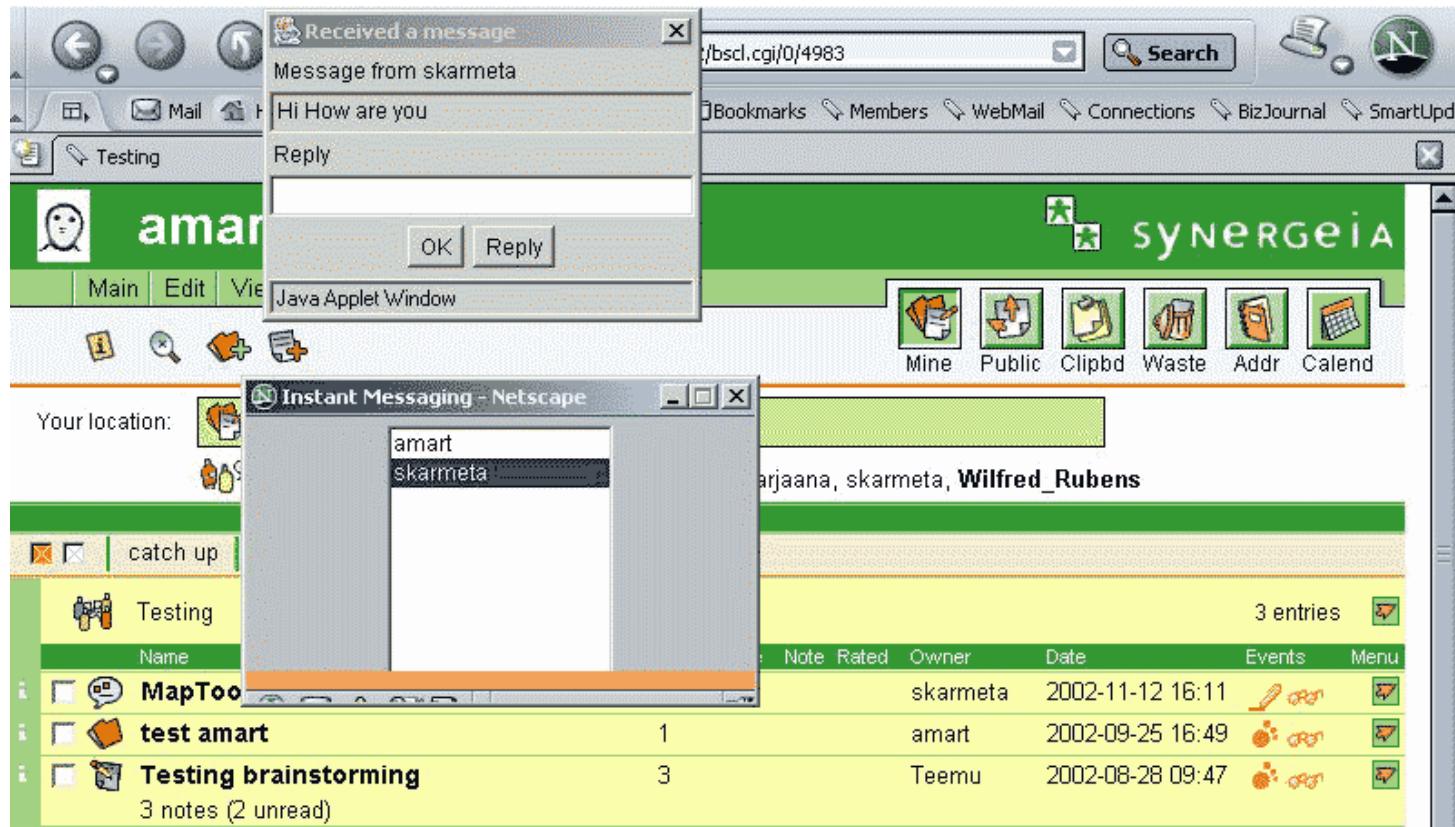 Received a message
Message from skarmeta
Hi How are you
Reply
OK Reply
Java Applet Window
/bscl.cgi/0/4983
Search
N
Mail
Bookmarks Members WebMail Connections BizJournal SmartUpd
Testing
amar
synergeia
Main Edit Vie
Mine Public Clipbd Waste Addr Calend
Your location:
Instant Messaging - Netscape
amart
skarmeta
arjaana, skarmeta, Wilfred_Rubens
catch up
Testing 3 entries
Name Note Rated Owner Date Events Menu
MapToo skarmeta 2002-11-12 16:11
test amart 1 amart 2002-09-25 16:49
Testing brainstorming 3 Teemu 2002-08-28 09:47
3 notes (2 unread)